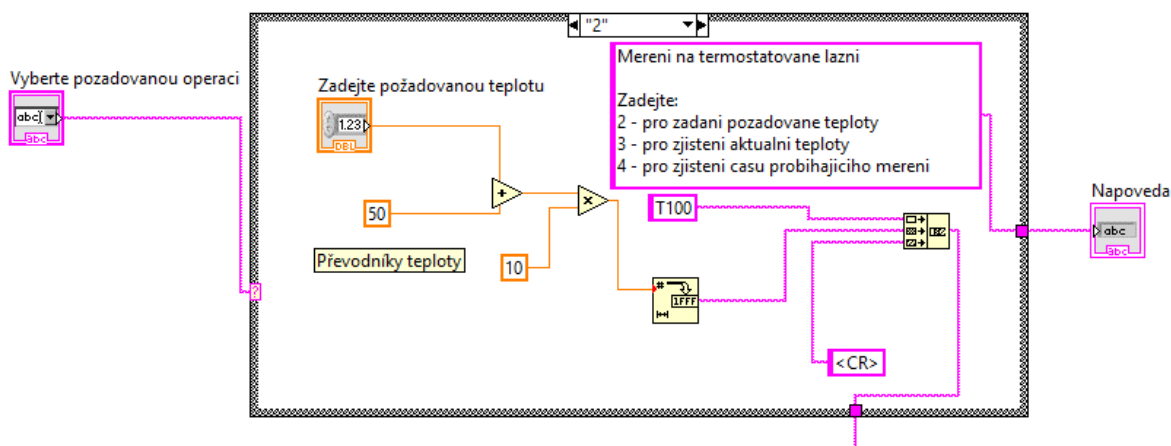 "2"
Vyberte pozadovanou operaci
abc
abc
Zadejte požadovanou teplotu
1.23
DBL
Mereni na termostatovane lazni
Zadejte:
2 - pro zadani pozadovane teploty
3 - pro zjisteni aktualni teploty
4 - pro zjisteni casu probihajiciho mereni
+
50
x
Převodníky teploty
10
T100
#
1FFF
<CR>
?
Napoveda
abc
abc